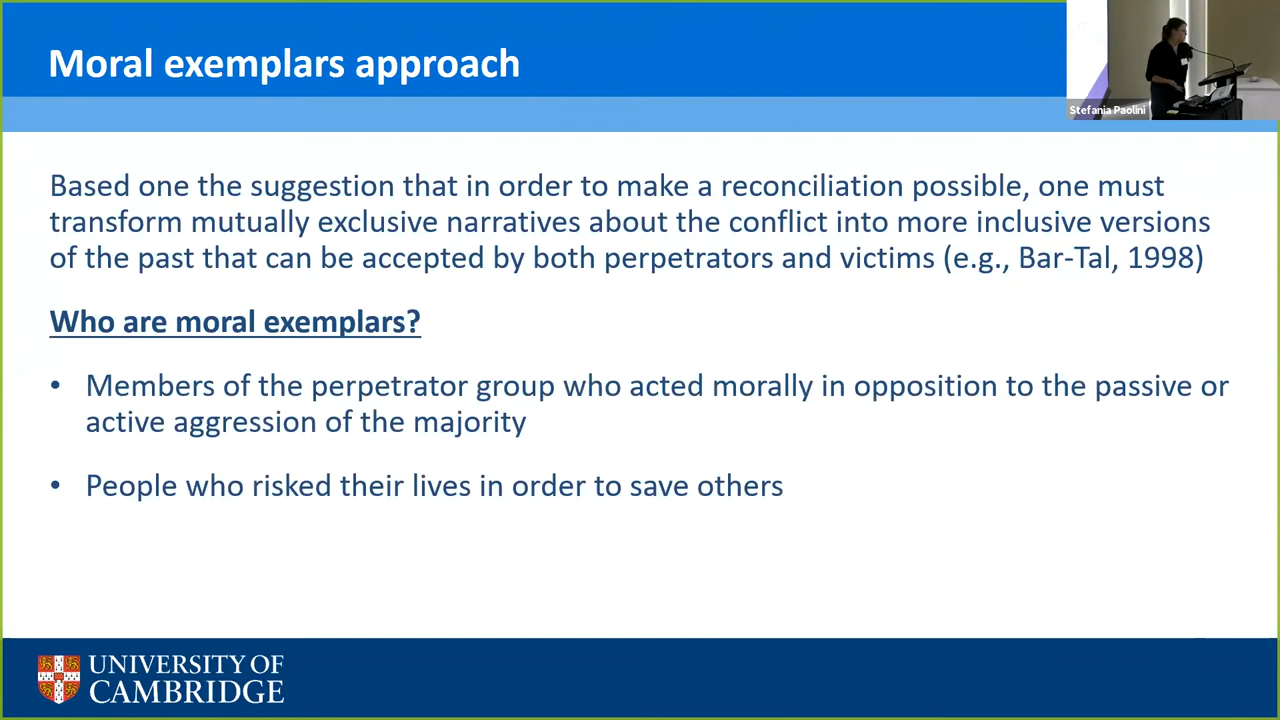 Moral exemplars approach
Stefania Paolini
Based one the suggestion that in order to make a reconciliation possible, one must
transform mutually exclusive narratives about the conflict into more inclusive versions
of the past that can be accepted by both perpetrators and victims (e.g., Bar-Tal, 1998)
Who are moral exemplars?
• Members of the perpetrator group who acted morally in opposition to the passive or
active aggression of the majority
• People who risked their lives in order to save others
UNIVERSITY OF
CAMBRIDGE